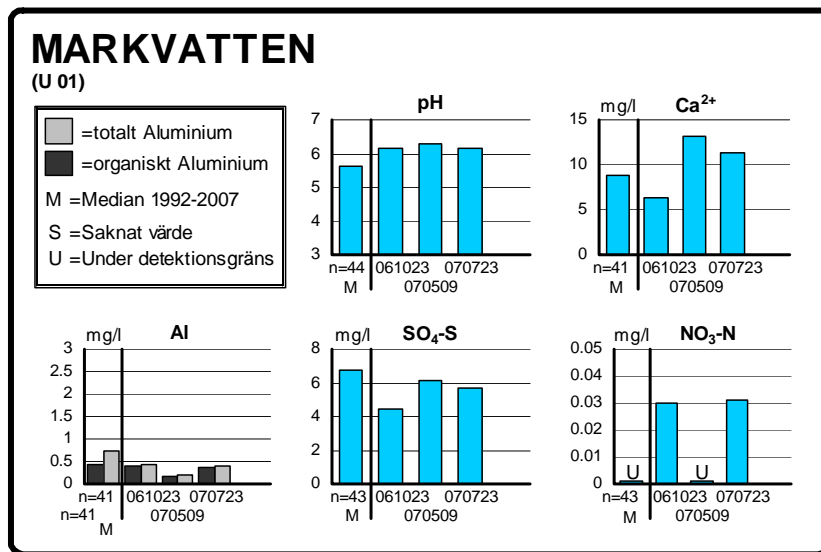 MARKVATTEN
(U 01)
=totalt Aluminium
=organiskt Aluminium
M =Median 1992-2007
S =Saknat värde
U =Under detektionsgräns
pH
7
6
5
4
3
n=44 061023 070723
M 070509
mg/l Ca²⁺
15
10
5
0
n=41 061023 070723
M 070509
mg/l Al
3
2.5
2
1.5
1
0.5
0
n=41 061023 070723
n=41 070509
M
mg/l SO₄-S
8
6
4
2
0
n=43 061023 070723
M 070509
mg/l NO₃-N
0.05
0.04
0.03
0.02
0.01
0
U U
n=43 061023 070723
M 070509